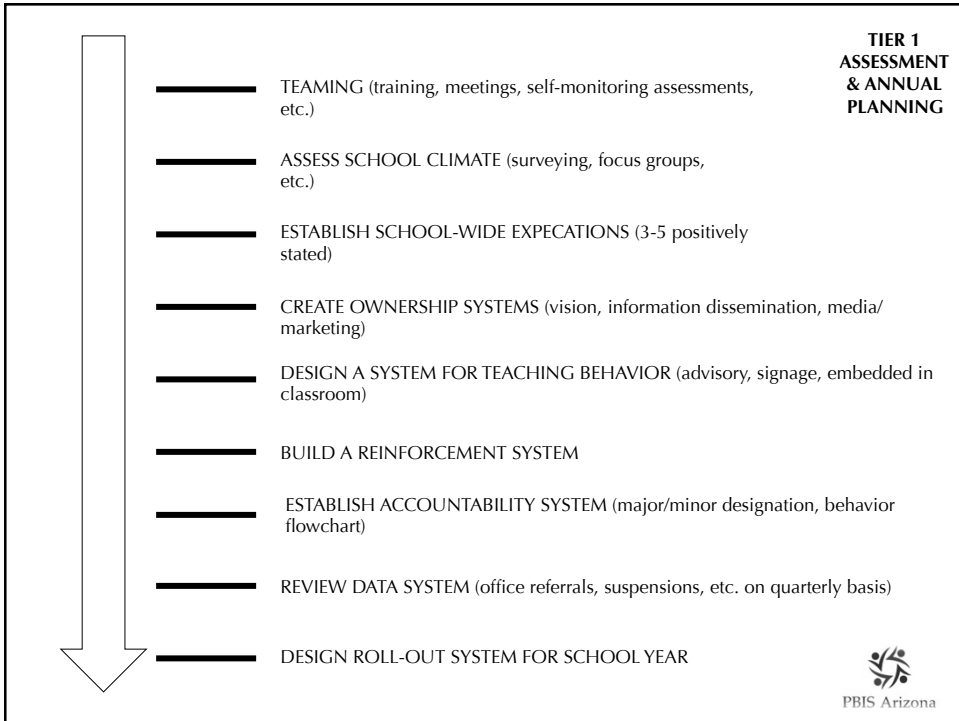 TIER 1
ASSESSMENT
& ANNUAL
PLANNING
TEAMING (training, meetings, self-monitoring assessments,
etc.)
ASSESS SCHOOL CLIMATE (surveying, focus groups,
etc.)
ESTABLISH SCHOOL-WIDE EXPECATIONS (3-5 positively
stated)
CREATE OWNERSHIP SYSTEMS (vision, information dissemination, media/
marketing)
DESIGN A SYSTEM FOR TEACHING BEHAVIOR (advisory, signage, embedded in
classroom)
BUILD A REINFORCEMENT SYSTEM
ESTABLISH ACCOUNTABILITY SYSTEM (major/minor designation, behavior
flowchart)
REVIEW DATA SYSTEM (office referrals, suspensions, etc. on quarterly basis)
DESIGN ROLL-OUT SYSTEM FOR SCHOOL YEAR
PBIS Arizona